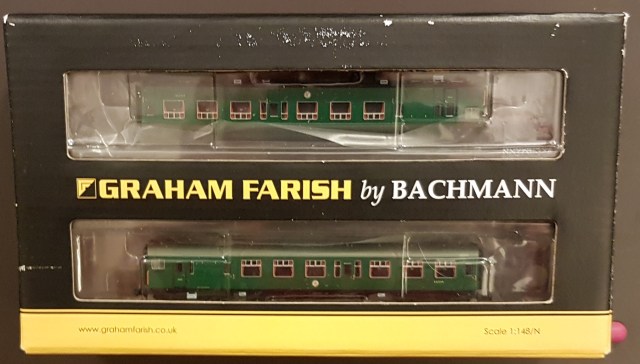 GRAHAM FARISH by BACHMANN
www.grahamfarish.co.uk
Scale 1:148/N